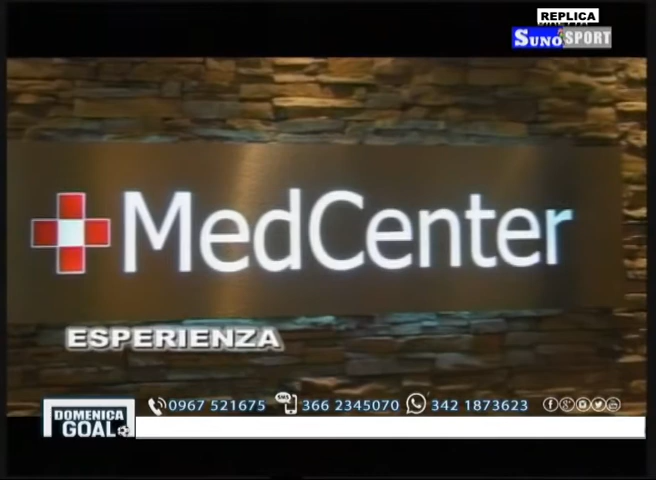 REPLICA
SUNO SPORT
MedCenter
ESPERIENZA
0967 521675 SMS 366 2345070 342 1873623
DOMENICA
GOAL